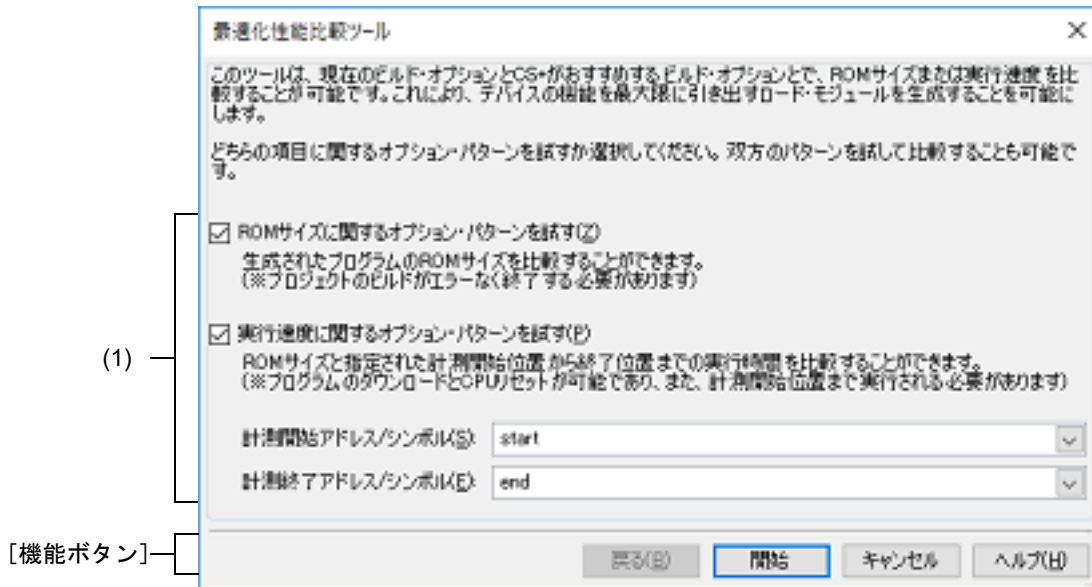 最適化性能比較ツール
このツールは、現在のビルド・オプションとCS+がおすすめするビルド・オプションとで、ROMサイズまたは実行速度を比
較することが可能です。これにより、デバイスの機能を最大限に引き出すロード・モジュールを生成することを可能に
します。
どちらの項目に関するオプション・パターンを試すか選択してください。双方のパターンを試して比較することも可能で
す。
ROMサイズに関するオプション・パターンを試す(Z)
生成されたプログラムのROMサイズを比較することができます。
(※プロジェクトのビルドがエラーなく終了する必要があります)
実行速度に関するオプション・パターンを試す(P)
(1)
ROMサイズと指定された計測開始位置から終了位置までの実行時間を比較することができます。
(※プログラムのダウンロードとCPUリセットが可能であり、また、計測開始位置まで実行される必要があります)
計測開始アドレス/シンボル(S): start
計測終了アドレス/シンボル(E): end
[機能ボタン]
戻る(B) 開始 キャンセル ヘルプ(H)